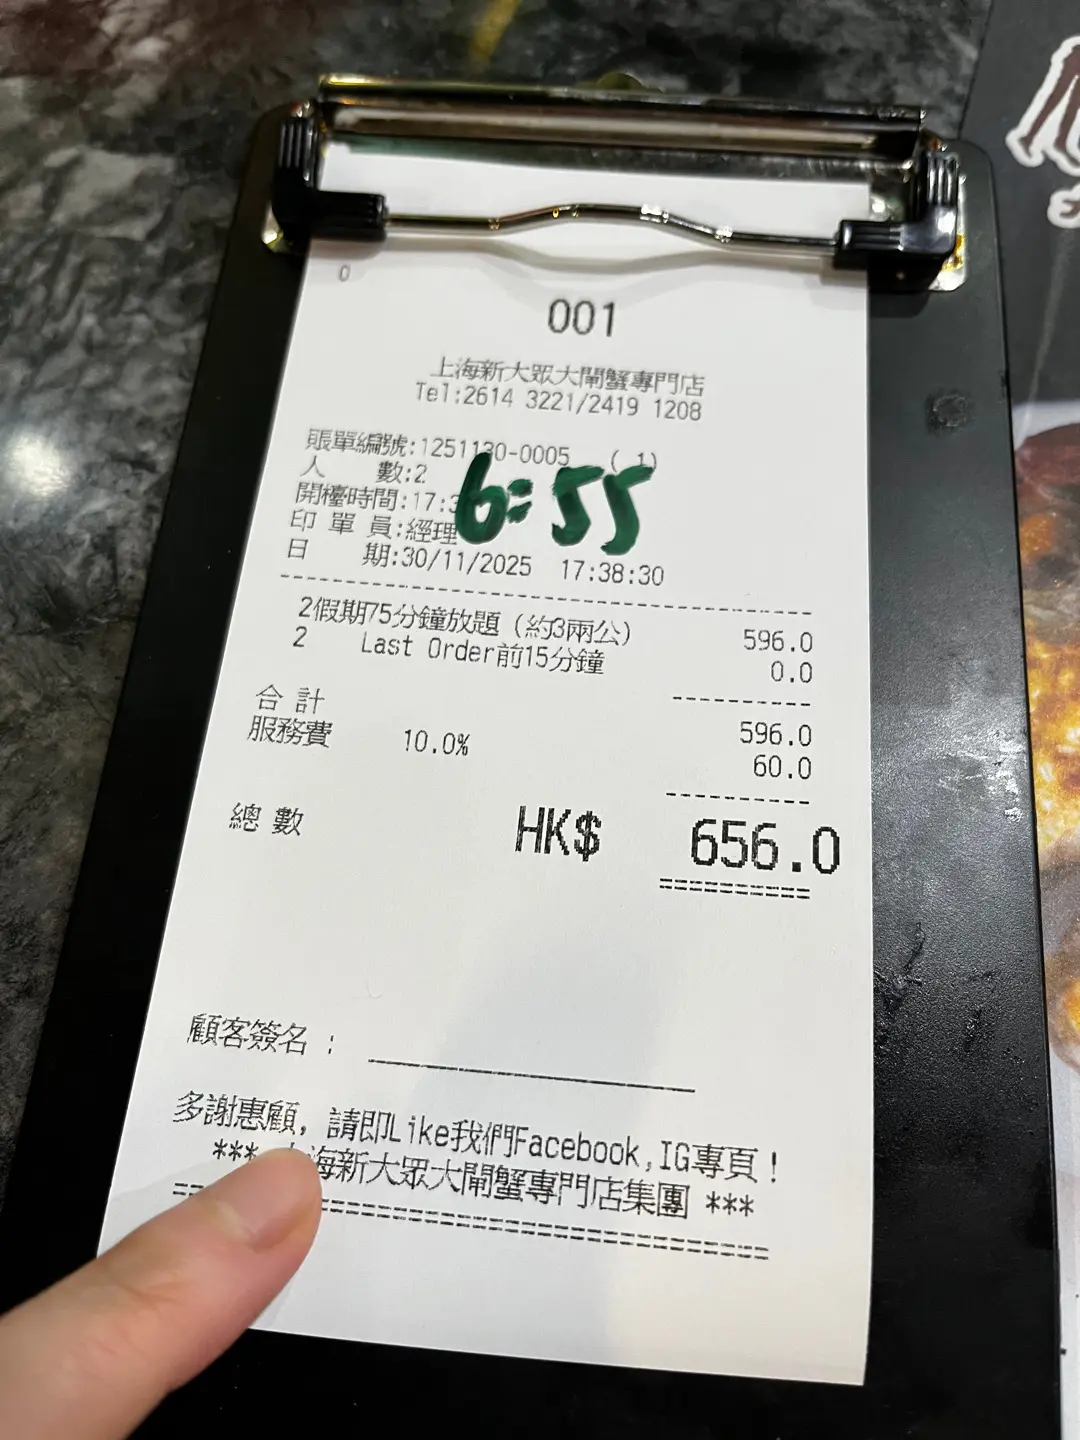 0
001
上海新大眾大閘蟹專門店
Tel:2614 3221/2419 1208
賬單編號:1251130-0005 ( 1)
人 數:2
開檯時間:17:3
6:55
印 單 員:經理
日 期:30/11/2025 17:38:30
2假期75分鐘放題（約3兩公） 596.0
2 Last Order前15分鐘 0.0
合 計 596.0
服務費 10.0% 60.0
總 數 HK$ 656.0
顧客簽名 :
多謝惠顧, 請即Like我們Facebook,IG專頁!
*** 上海新大眾大閘蟹專門店集團 ***